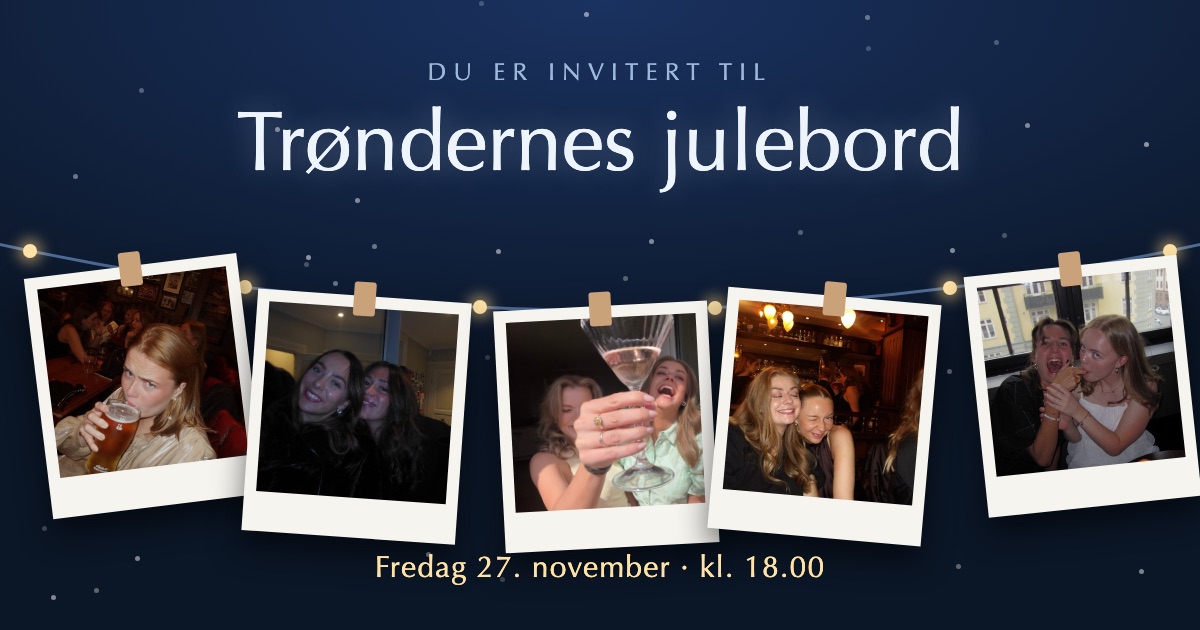 DU ER INVITERT TIL
Trøndernes julebord
Fredag 27. november · kl. 18.00